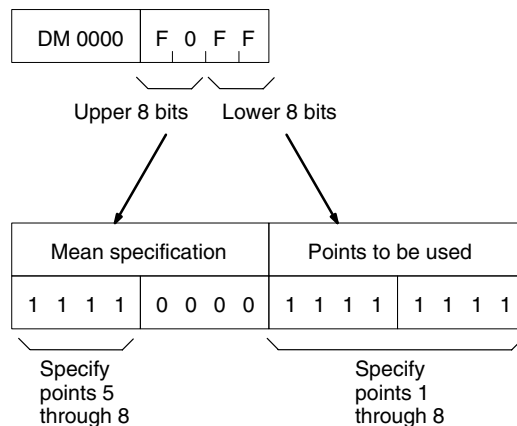 DM 0000 F 0 F F
Upper 8 bits Lower 8 bits
Mean specification Points to be used
1 1 1 1 0 0 0 0 1 1 1 1 1 1 1 1
Specify
points 5
through 8
Specify
points 1
through 8